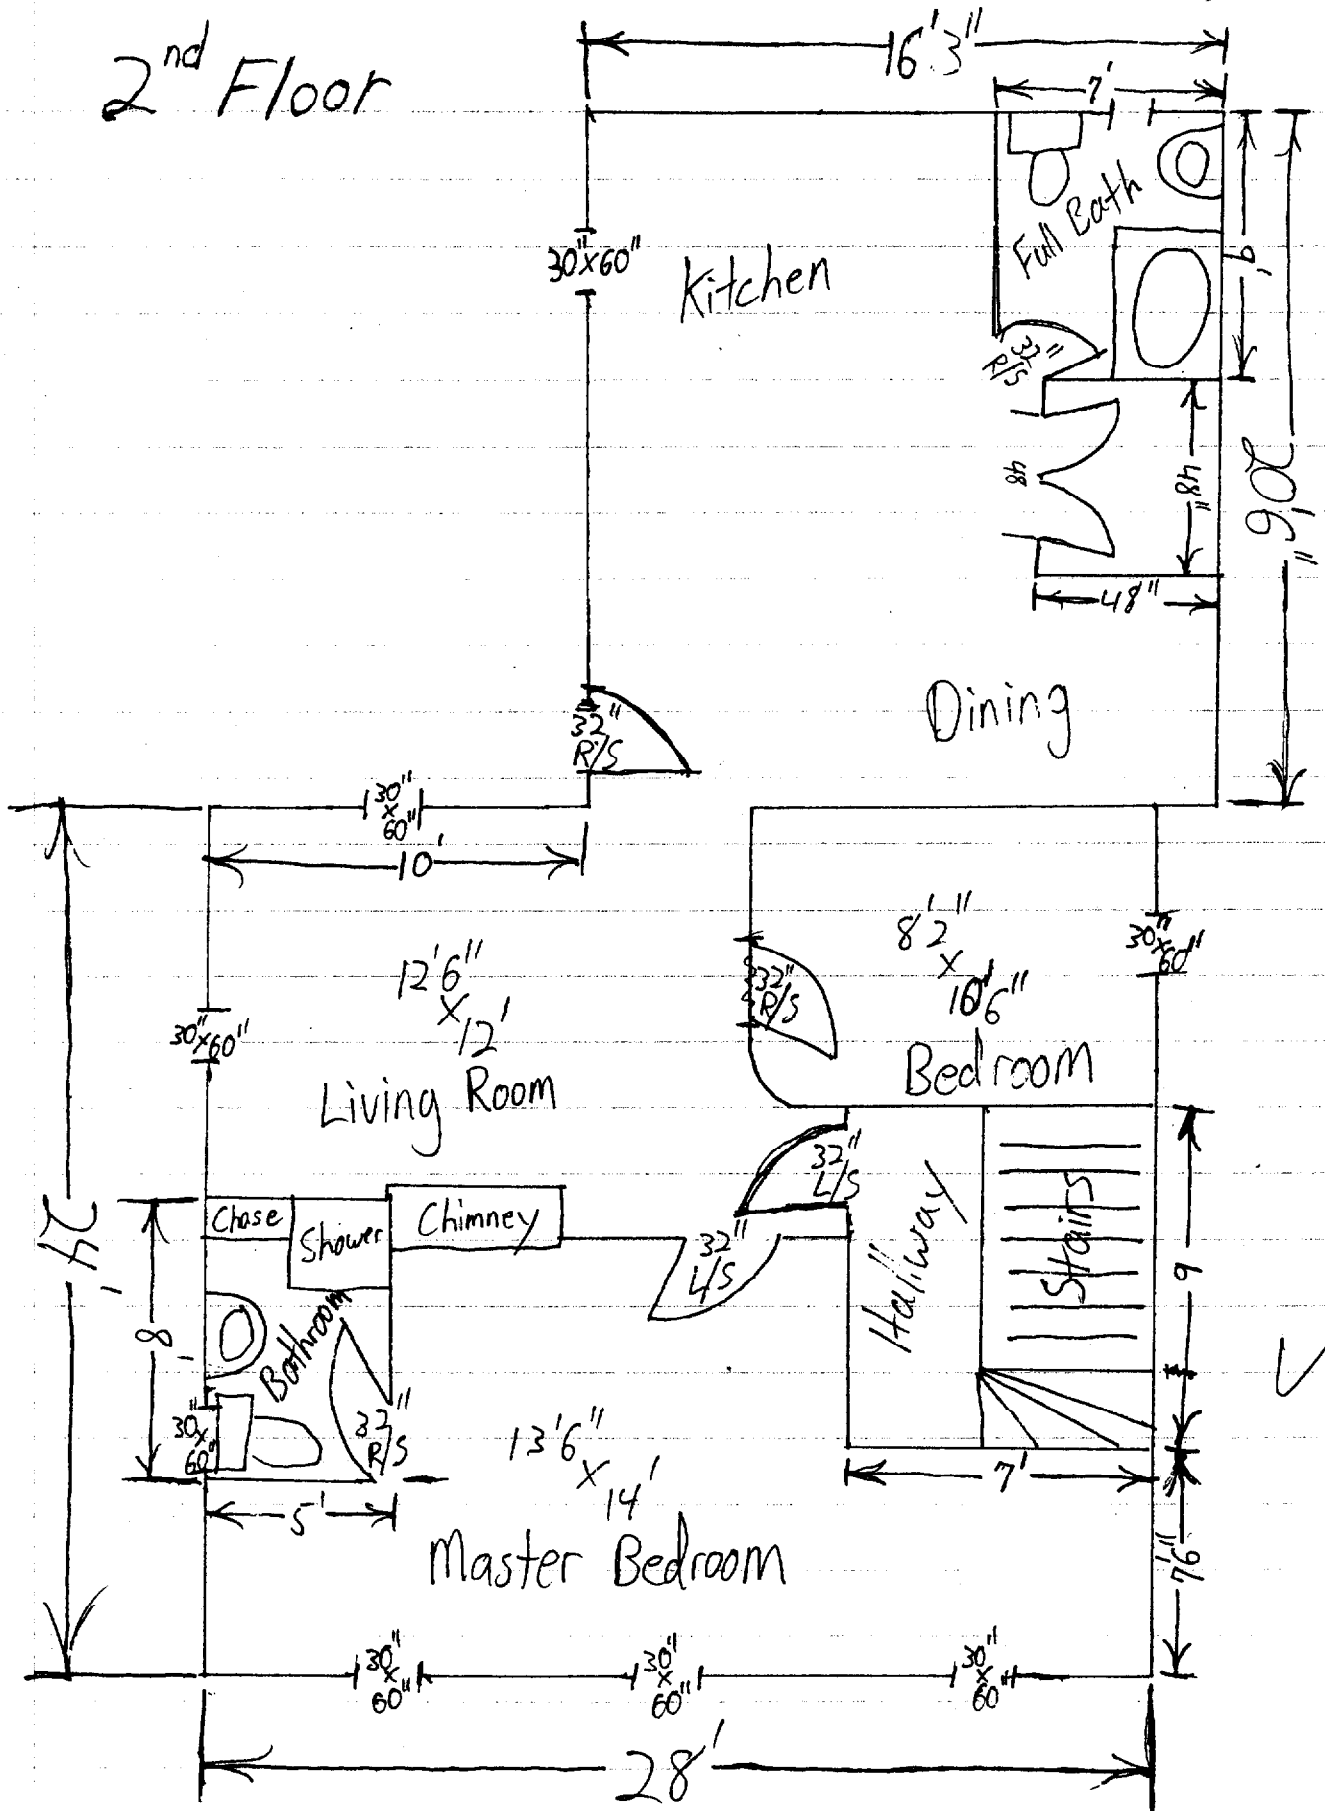 2nd Floor
16'3"
7'
Full Bath
9'
30"x60"
Kitchen
32"
R/S
48
48"
20'6"
48"
Dining
32"
R/S
30"
x
60"
10'
8'2"
x
10'6"
Bedroom
30"x60"
32"
R/S
12'6"
x
12'
Living Room
30"x60"
24'
Chase
Shower
Chimney
32"
L/S
32"
L/S
Hallway
Stairs
9
8'
Bathroom
30"
x
60"
32"
R/S
5'
13'6"
x
14'
Master Bedroom
7'
7'6"
30"
x
60"
30"
x
60"
30"
x
60"
28'